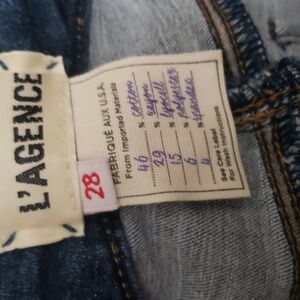 L'AGENCE
28
FABRIQUÉ AUX U.S.A.
From Imported Materials
46 % cotton
29 % rayon
15 % lyocell
6 % polyester
4 % spandex
See Care Label
For Wash Instructions